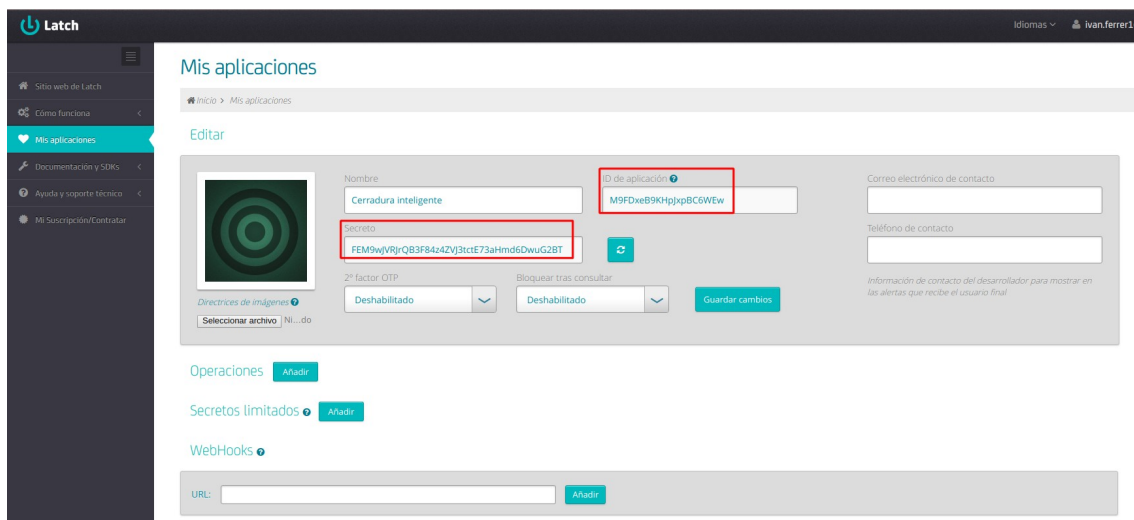 Latch
Idiomas
ivan.ferrer1
Mis aplicaciones
Sitio web de Latch
Inicio > Mis aplicaciones
Cómo funciona
Mis aplicaciones
Editar
Documentación y SDKs
Ayuda y soporte técnico
Mi Suscripción/Contratar
Nombre
ID de aplicación
Correo electrónico de contacto
Cerradura inteligente
M9FDxeB9KHpJxpBC6WEw
Secreto
Teléfono de contacto
FEM9wJVRJrQB3F84z4ZVJ3tctE73aHmd6DwuG2BT
2º factor OTP
Bloquear tras consultar
Información de contacto del desarrollador para mostrar en
las alertas que recibe el usuario final
Directrices de imágenes
Deshabilitado
Deshabilitado
Guardar cambios
Seleccionar archivo Ni...do
Operaciones Añadir
Secretos limitados Añadir
WebHooks
URL: Añadir